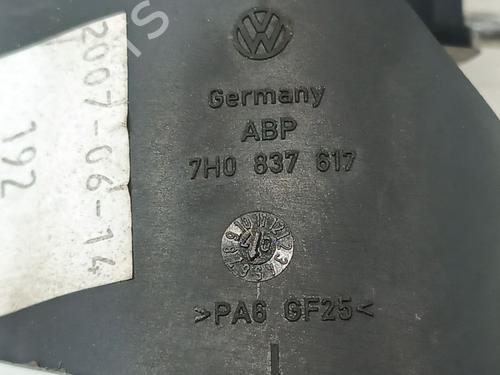 Germany
ABP
7H0 837 617
>PA6 GF25<
2007-06-14
192